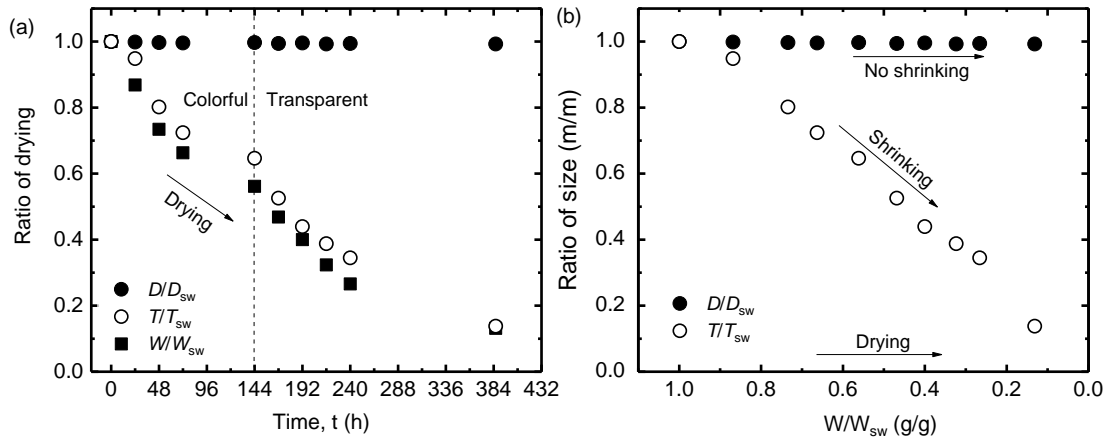 (a)
1.0
0.8
0.6
0.4
0.2
0.0
Ratio of drying
Colorful
Transparent
Drying
D/Dsw
T/Tsw
W/Wsw
0 48 96 144 192 240 288 336 384 432
Time, t (h)
(b)
1.0
0.8
0.6
0.4
0.2
0.0
Ratio of size (m/m)
No shrinking
Shrinking
D/Dsw
T/Tsw
Drying
1.0 0.8 0.6 0.4 0.2 0.0
W/Wsw (g/g)